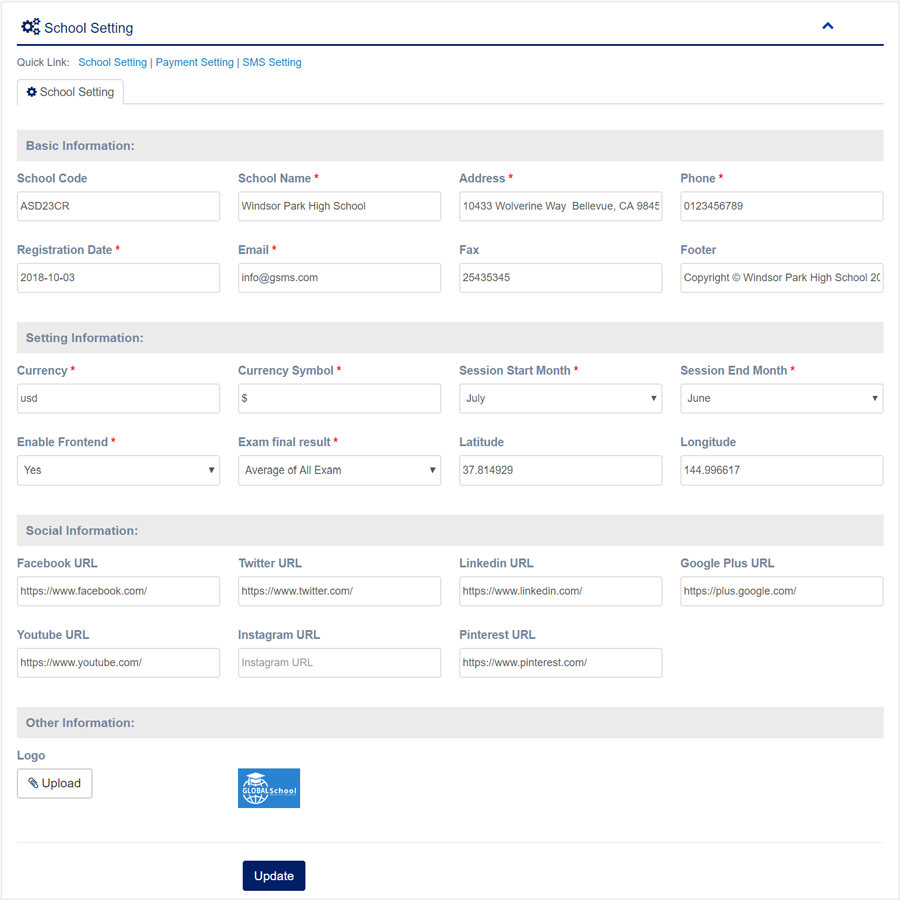 School Setting
Quick Link: School Setting | Payment Setting | SMS Setting
School Setting
Basic Information:
School Code School Name * Address * Phone *
ASD23CR Windsor Park High School 10433 Wolverine Way Bellevue, CA 9845 0123456789
Registration Date * Email * Fax Footer
2018-10-03 info@gsms.com 25435345 Copyright © Windsor Park High School 20
Setting Information:
Currency * Currency Symbol * Session Start Month * Session End Month *
usd $ July June
Enable Frontend * Exam final result * Latitude Longitude
Yes Average of All Exam 37.814929 144.996617
Social Information:
Facebook URL Twitter URL Linkedin URL Google Plus URL
https://www.facebook.com/ https://www.twitter.com/ https://www.linkedin.com/ https://plus.google.com/
Youtube URL Instagram URL Pinterest URL
https://www.youtube.com/ Instagram URL https://www.pinterest.com/
Other Information:
Logo
Upload
GLOBAL School
Update